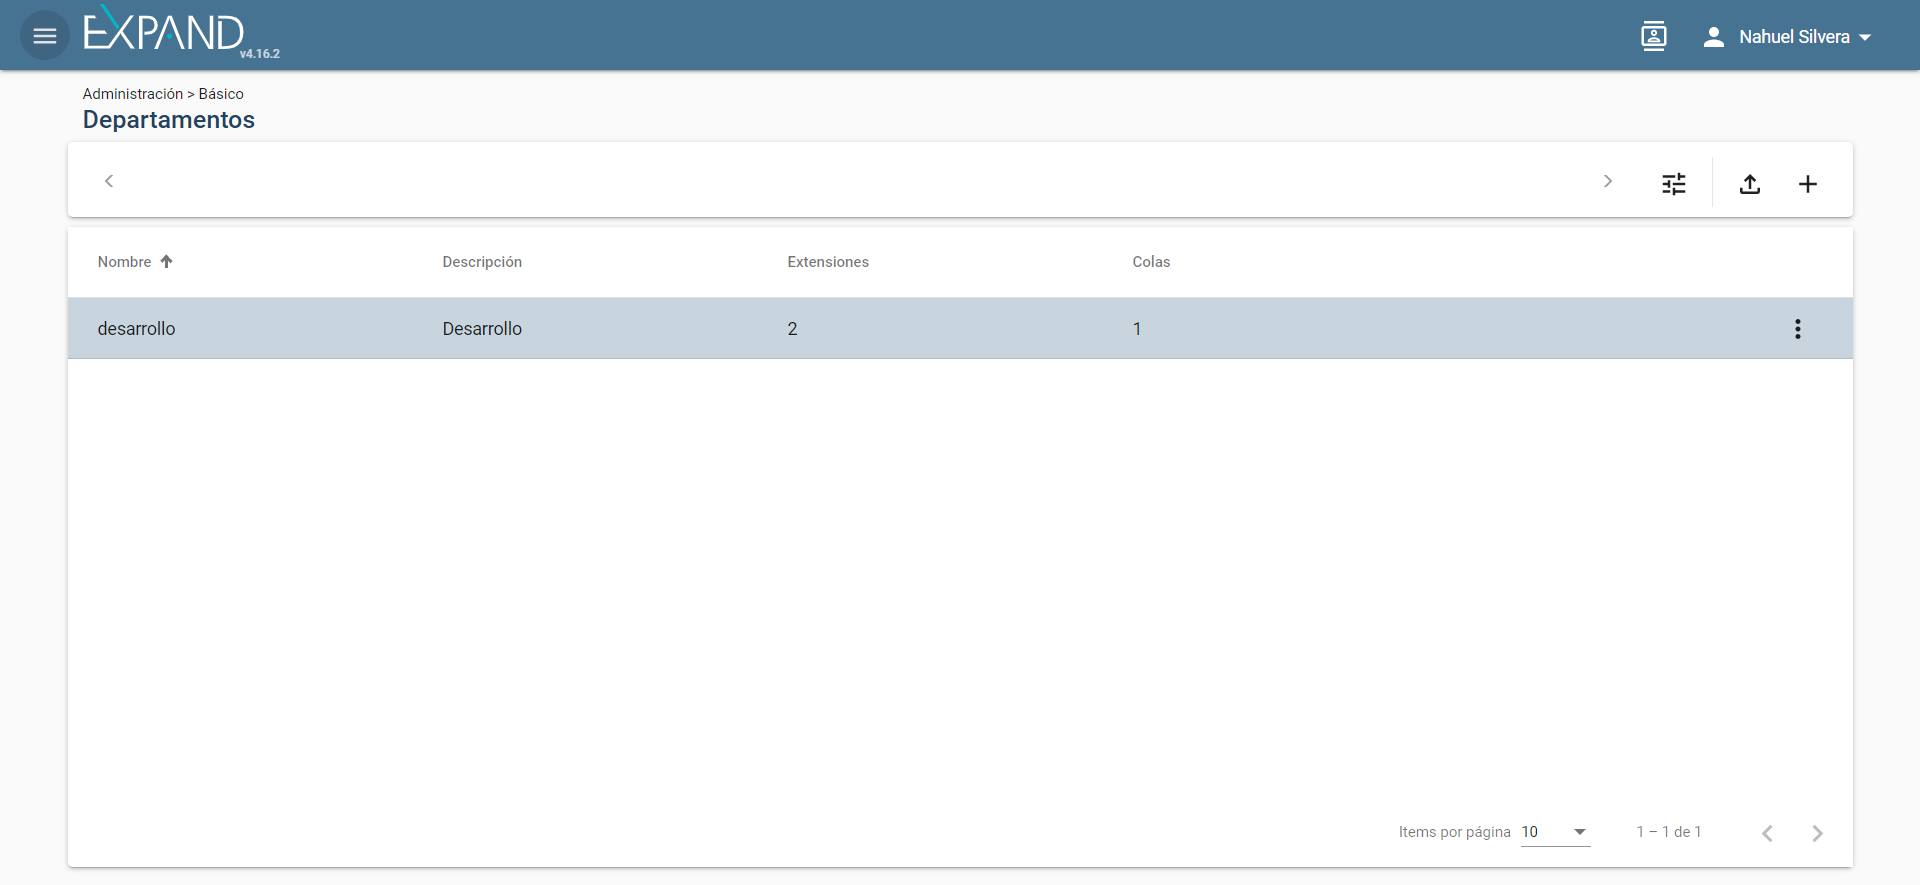 EXPAND
v4.16.2
Nahuel Silvera
Administración > Básico
Departamentos
Nombre Descripción Extensiones Colas
desarrollo Desarrollo 2 1
Items por página 10 1 – 1 de 1